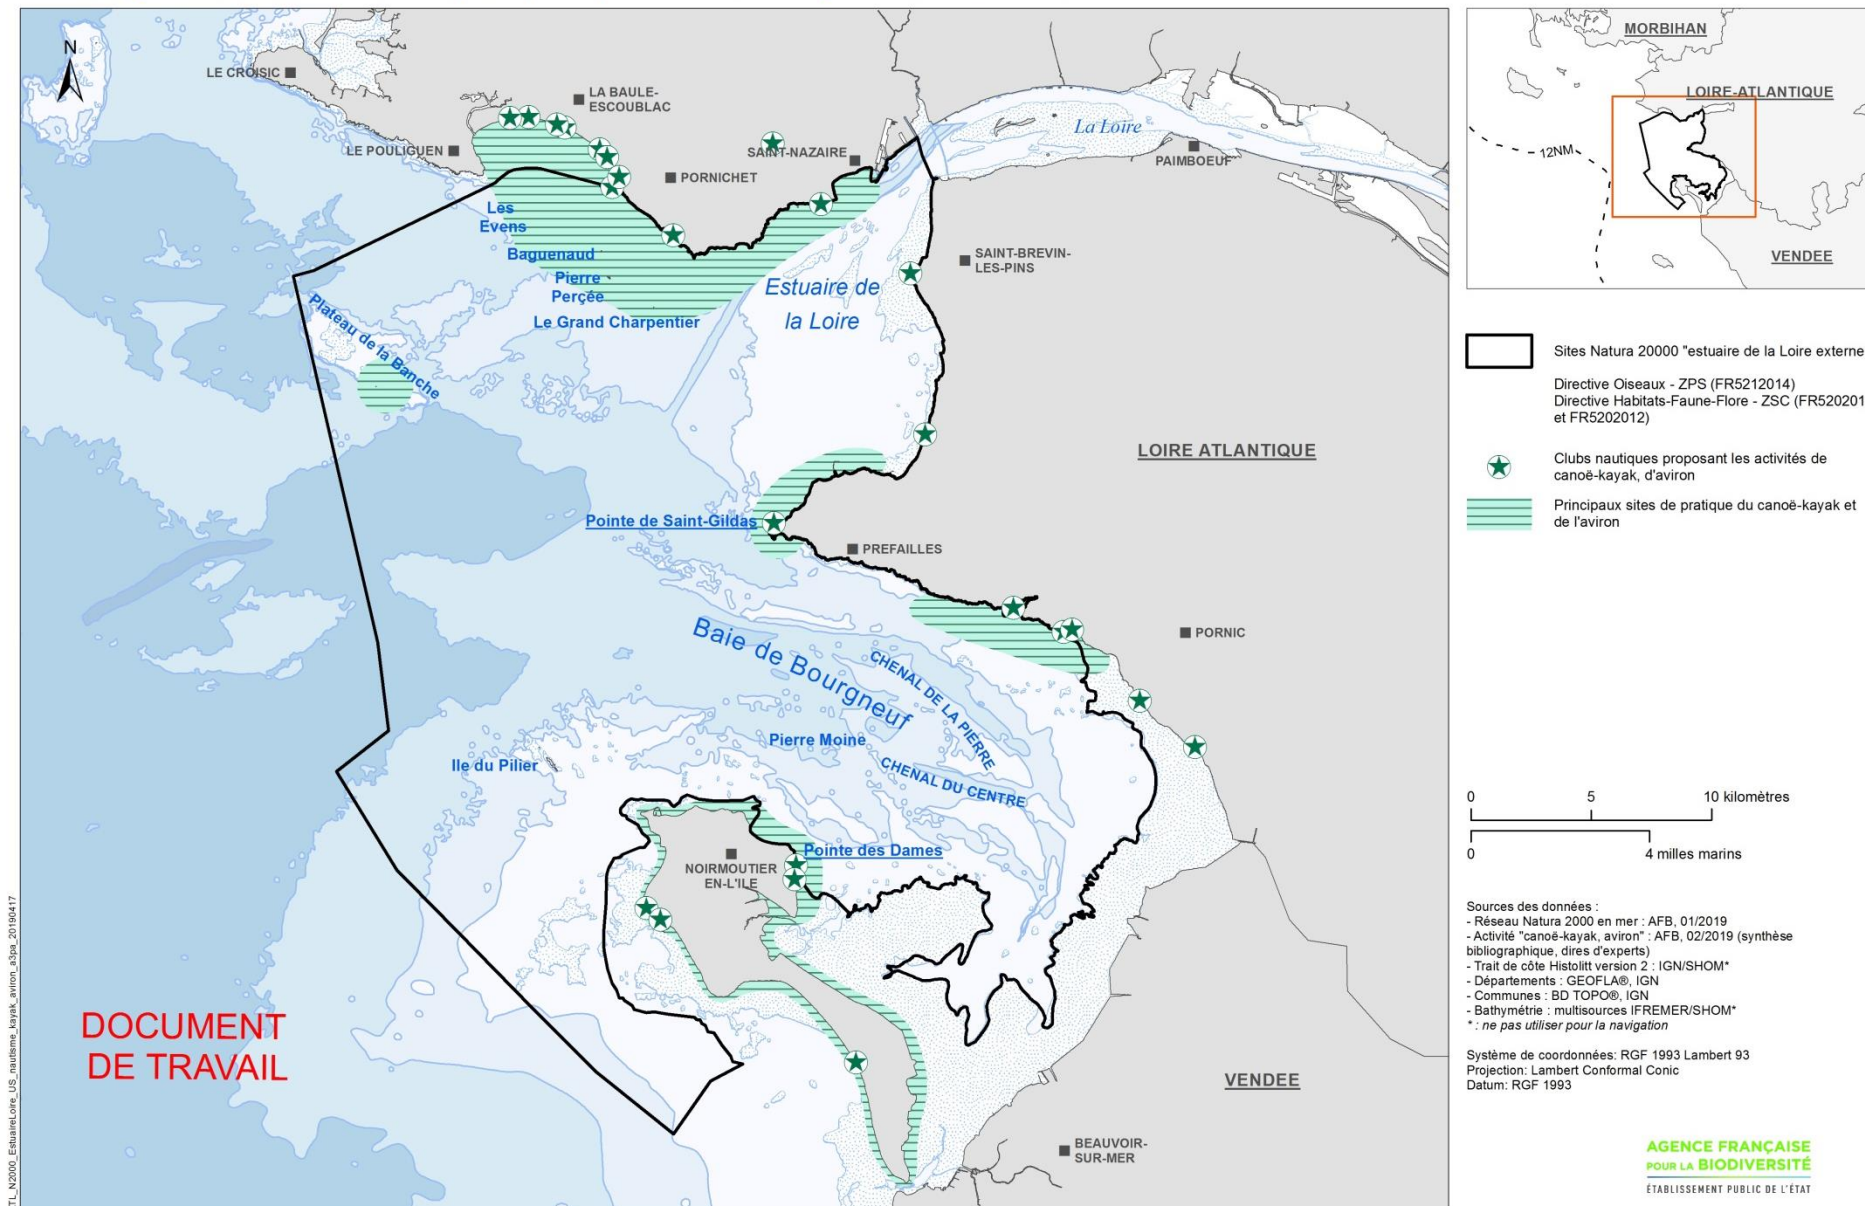 N
LE CROISIC
LA BAULE-
ESCOUBLAC
LE POULIGUEN
PORNICHET
SAINT-NAZAIRE
La Loire
PAIMBOEUF
Les
Evens
Baguenaud
Pierre
Perçée
Le Grand Charpentier
Estuaire de
la Loire
SAINT-BREVIN-
LES-PINS
Plateau de la Banche
LOIRE ATLANTIQUE
Pointe de Saint-Gildas
PREFAILLES
PORNIC
Baie de Bourgneuf
CHENAL DE LA PIERRE
Pierre Moine
CHENAL DU CENTRE
Ile du Pilier
Pointe des Dames
NOIRMOUTIER
EN-L'ILE
DOCUMENT
DE TRAVAIL
VENDEE
BEAUVOIR-
SUR-MER
TL_N2000_EstuaireLoire_US_nautisme_kayak_aviron_a3pa_20190417
MORBIHAN
LOIRE-ATLANTIQUE
12NM
VENDEE
Sites Natura 20000 "estuaire de la Loire externe
Directive Oiseaux - ZPS (FR5212014)
Directive Habitats-Faune-Flore - ZSC (FR520201
et FR5202012)
Clubs nautiques proposant les activités de
canoë-kayak, d'aviron
Principaux sites de pratique du canoë-kayak et
de l'aviron
0 5 10 kilomètres
0 4 milles marins
Sources des données :
- Réseau Natura 2000 en mer : AFB, 01/2019
- Activité "canoë-kayak, aviron" : AFB, 02/2019 (synthèse
bibliographique, dires d'experts)
- Trait de côte Histolitt version 2 : IGN/SHOM*
- Départements : GEOFLA®, IGN
- Communes : BD TOPO®, IGN
- Bathymétrie : multisources IFREMER/SHOM*
* : ne pas utiliser pour la navigation
Système de coordonnées: RGF 1993 Lambert 93
Projection: Lambert Conformal Conic
Datum: RGF 1993
AGENCE FRANÇAISE
POUR LA BIODIVERSITÉ
ÉTABLISSEMENT PUBLIC DE L'ÉTAT